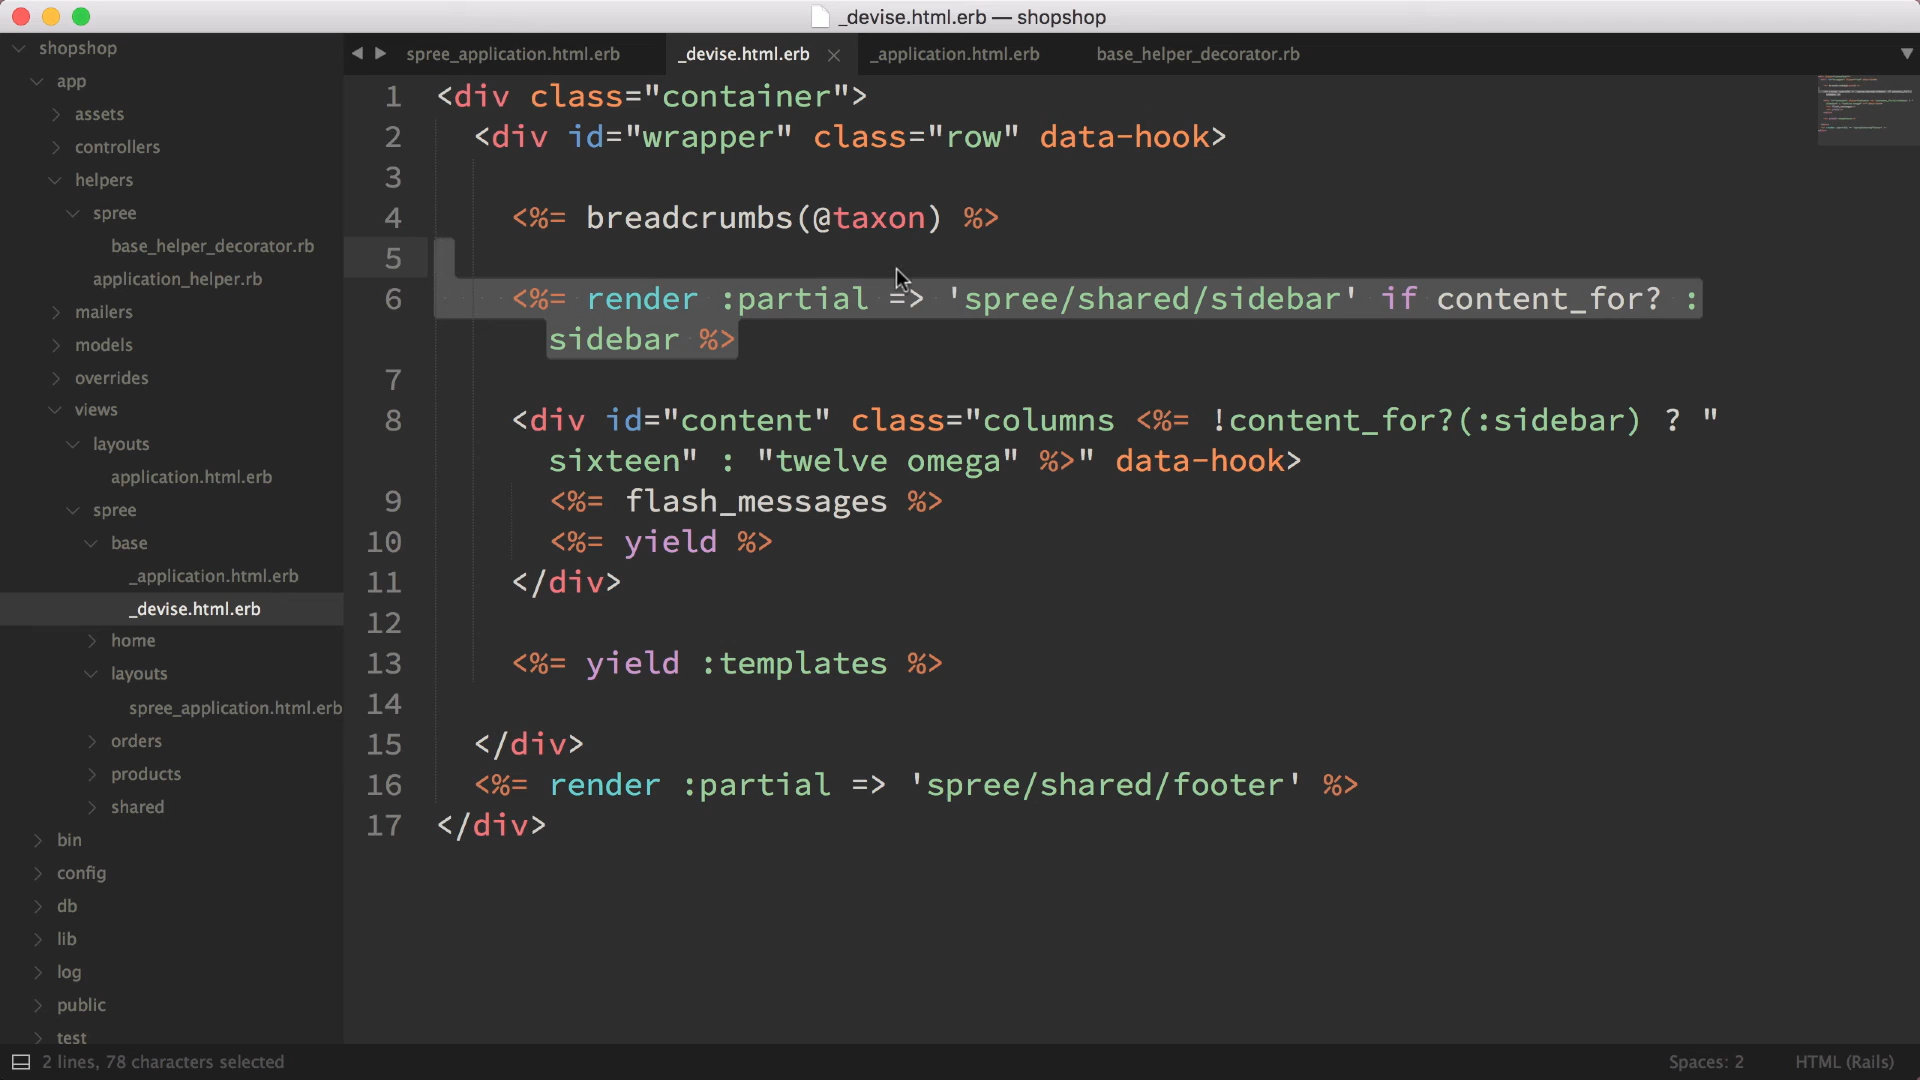 _devise.html.erb — shopshop
shopshop
app
assets
controllers
helpers
spree
base_helper_decorator.rb
application_helper.rb
mailers
models
overrides
views
layouts
application.html.erb
spree
base
_application.html.erb
_devise.html.erb
home
layouts
spree_application.html.erb
orders
products
shared
bin
config
db
lib
log
public
test
spree_application.html.erb _devise.html.erb _application.html.erb base_helper_decorator.rb
1 <div class="container">
2 <div id="wrapper" class="row" data-hook>
3
4 <%= breadcrumbs(@taxon) %>
5
6 <%= render :partial => 'spree/shared/sidebar' if content_for? :
sidebar %>
7
8 <div id="content" class="columns <%= !content_for?(:sidebar) ? "
sixteen" : "twelve omega" %>" data-hook>
9 <%= flash_messages %>
10 <%= yield %>
11 </div>
12
13 <%= yield :templates %>
14
15 </div>
16 <%= render :partial => 'spree/shared/footer' %>
17 </div>
2 lines, 78 characters selected
Spaces: 2 HTML (Rails)